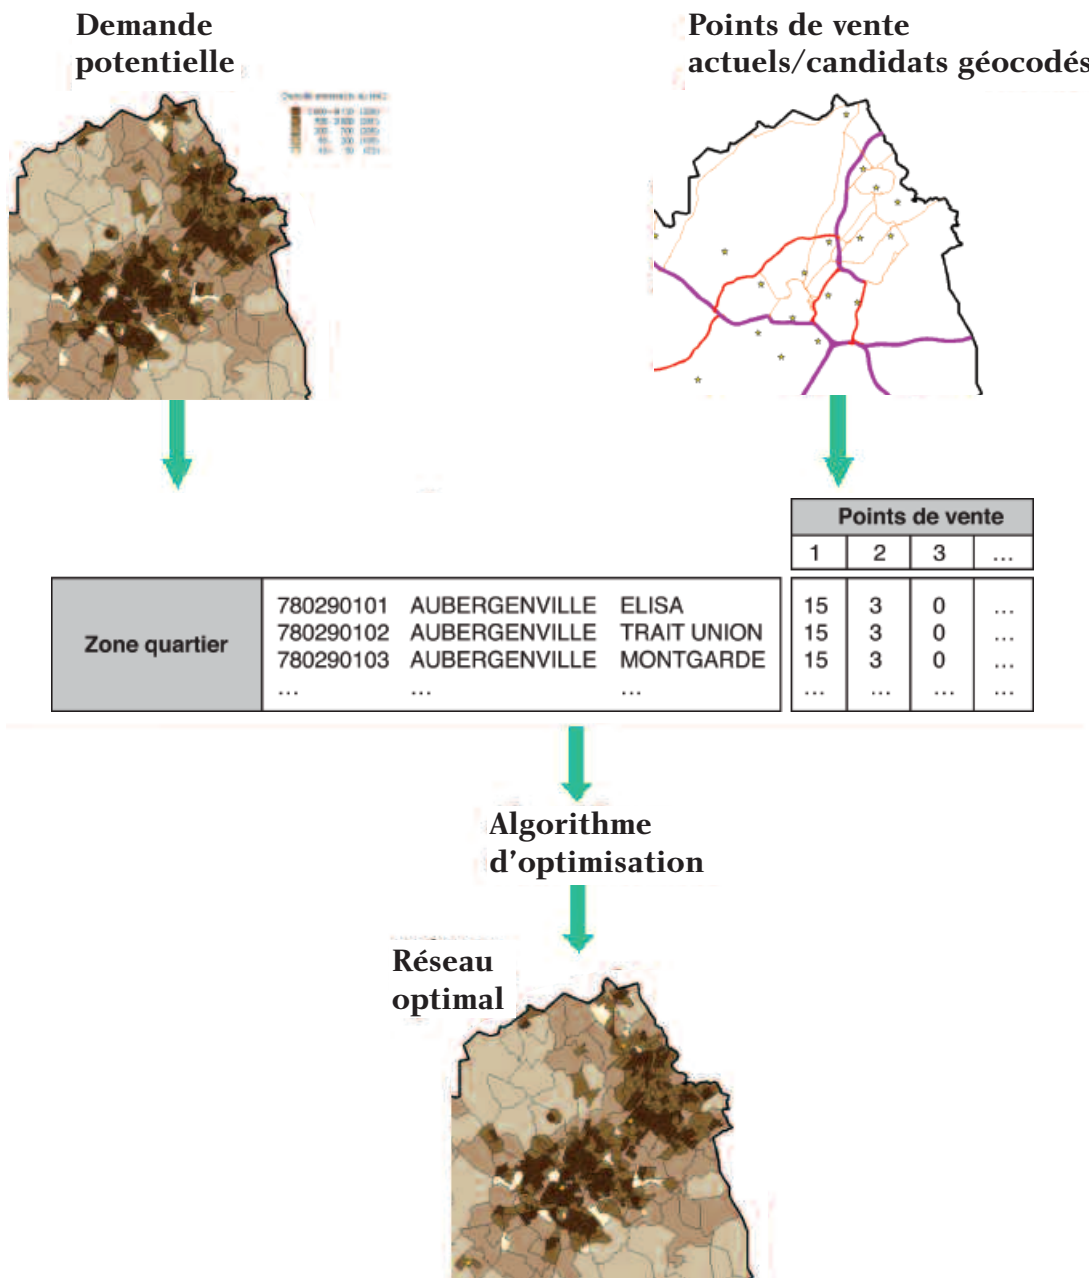 Demande
potentielle
Points de vente
actuels/candidats géocodés
Points de vente
1 2 3 ...
Zone quartier
780290101 AUBERGENVILLE ELISA 15 3 0 ...
780290102 AUBERGENVILLE TRAIT UNION 15 3 0 ...
780290103 AUBERGENVILLE MONTGARDE 15 3 0 ...
... ... ... ... ... ... ...
Algorithme
d'optimisation
Réseau
optimal